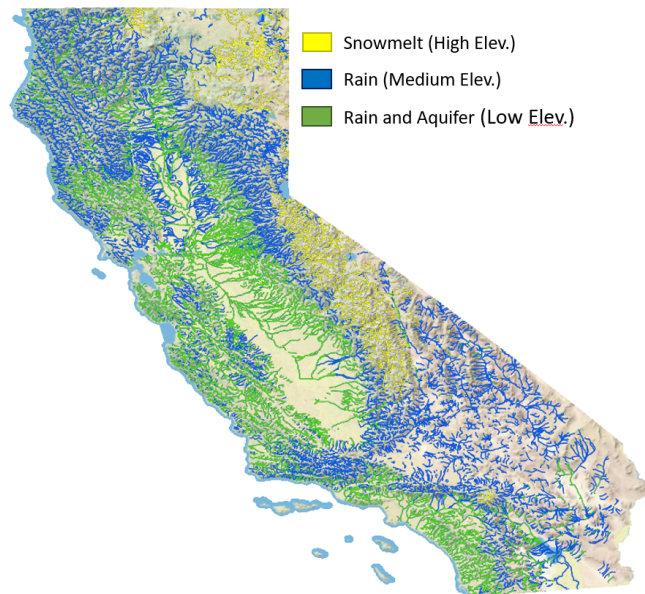 Snowmelt (High Elev.)
Rain (Medium Elev.)
Rain and Aquifer (Low Elev.)